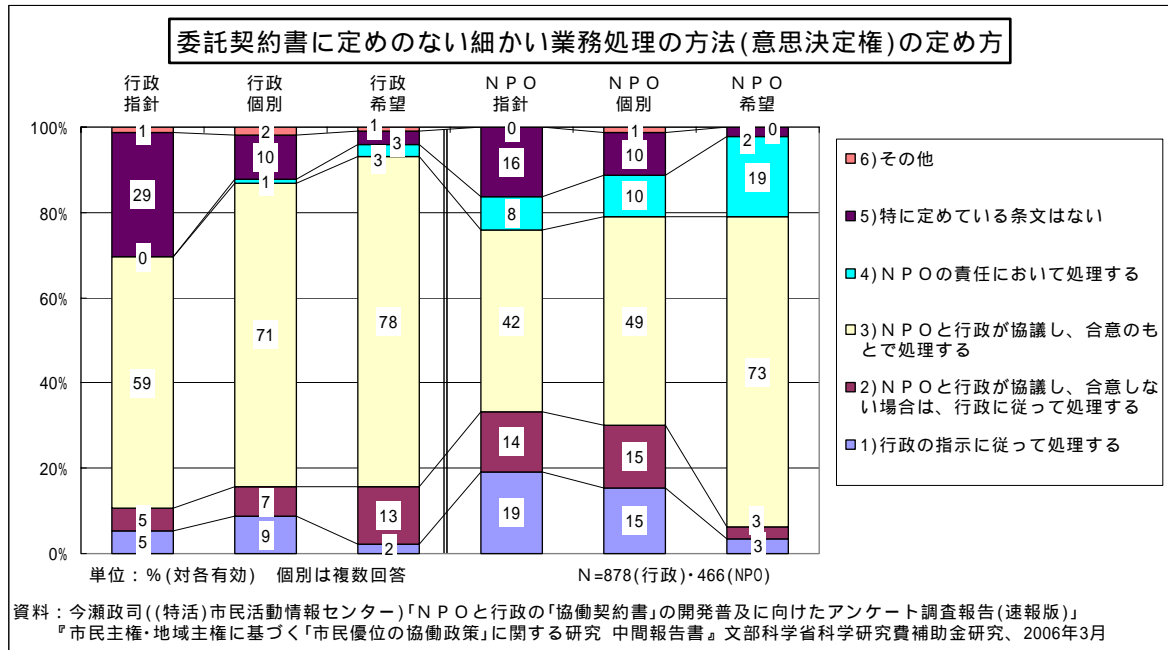 委託契約書に定めのない細かい業務処理の方法(意思決定権)の定め方
行政 行政 行政 ＮＰＯ ＮＰＯ ＮＰＯ
指針 個別 希望 指針 個別 希望
100%
80%
60%
40%
20%
0%
1
29
0
59
5
5
2
10
1
71
7
9
1
3
3
78
13
2
0
16
8
42
14
19
1
10
10
49
15
15
0
2
19
73
3
3
6)その他
5)特に定めている条文はない
4)ＮＰＯの責任において処理する
3)ＮＰＯと行政が協議し、合意のも
とで処理する
2)ＮＰＯと行政が協議し、合意しな
い場合は、行政に従って処理する
1)行政の指示に従って処理する
単位：%(対各有効)　個別は複数回答
N=878(行政)・466(NPO)
資料：今瀬政司((特活)市民活動情報センター)「ＮＰＯと行政の「協働契約書」の開発普及に向けたアンケート調査報告(速報版)」
『市民主権・地域主権に基づく「市民優位の協働政策」に関する研究 中間報告書』文部科学省科学研究費補助金研究、2006年3月